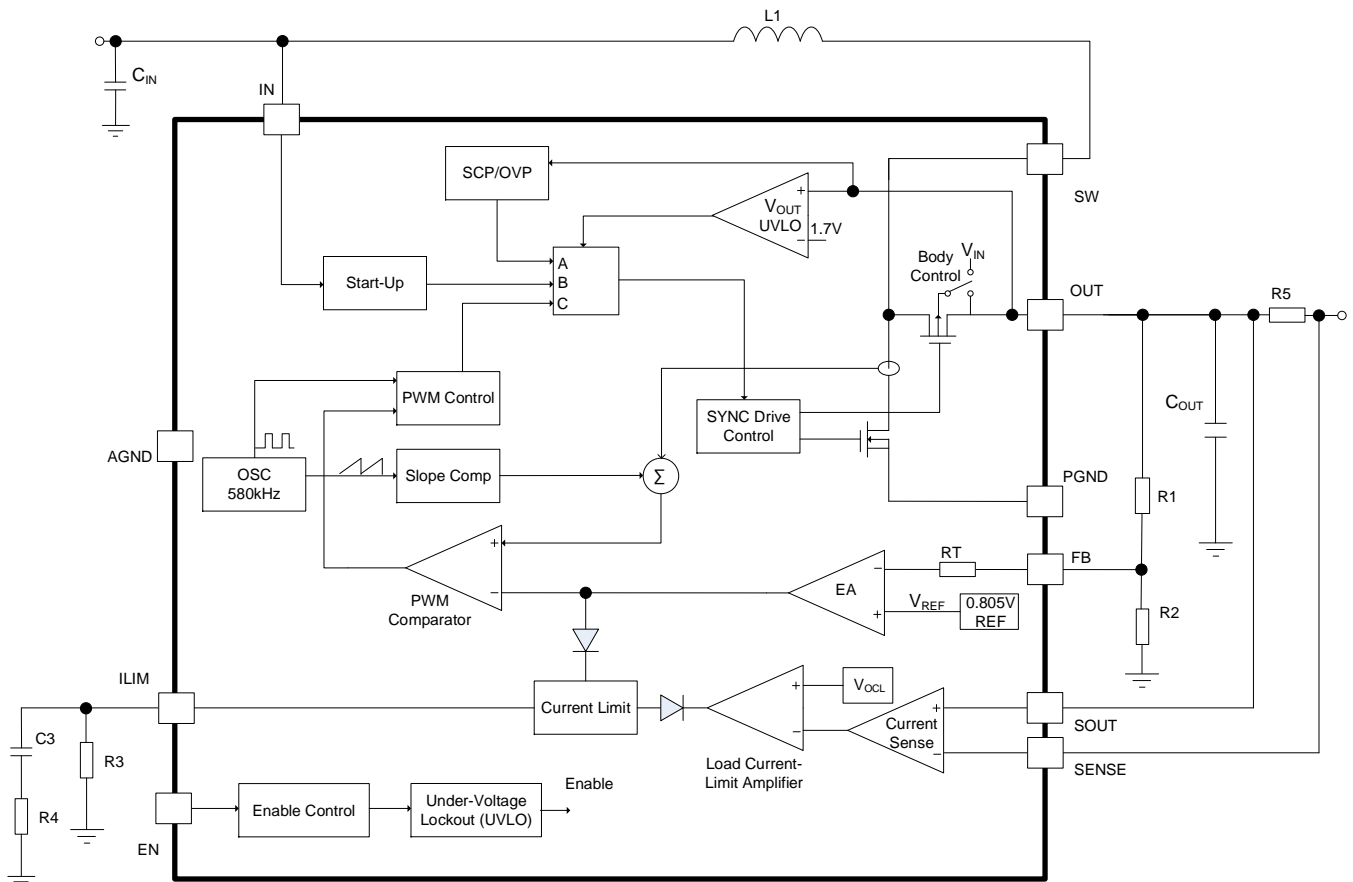 L1
CIN
IN
SCP/OVP
SW
+
VOUT
UVLO
1.7V
−
Body
Control
VIN
A
B
C
Start-Up
OUT
R5
PWM Control
COUT
SYNC Drive
Control
AGND
OSC
580kHz
Slope Comp
Σ
PGND
R1
+
−
PWM
Comparator
EA
−
+
RT
FB
VREF
0.805V
REF
R2
ILIM
Current Limit
+
−
VOCL
Load Current-
Limit Amplifier
+
Current
Sense
−
SOUT
SENSE
C3
R3
R4
EN
Enable Control
Under-Voltage
Lockout (UVLO)
Enable